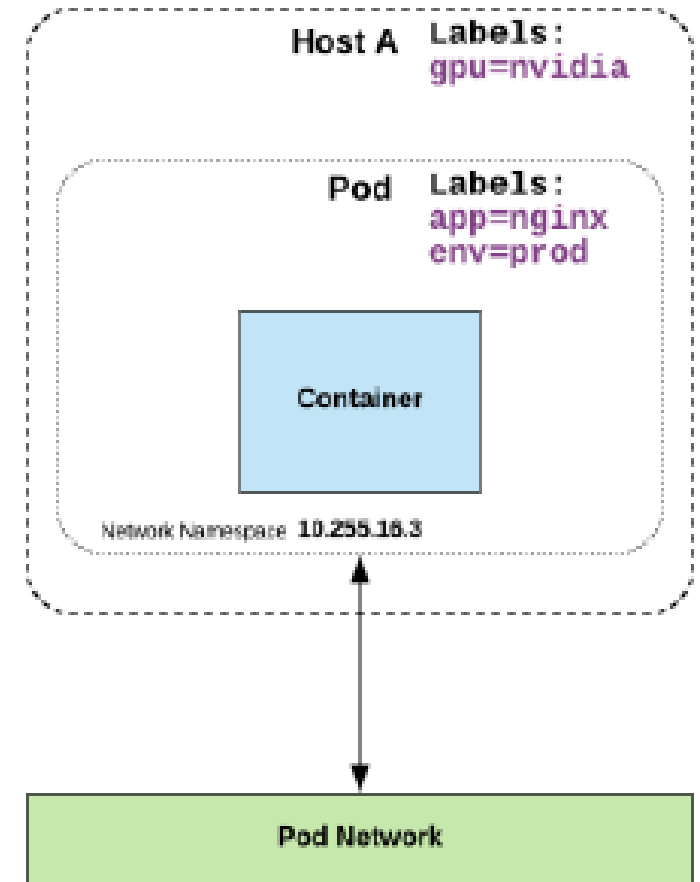 Host A Labels:
gpu=nvidia
Pod Labels:
app=nginx
env=prod
Container
Network Namespace 10.255.16.3
Pod Network